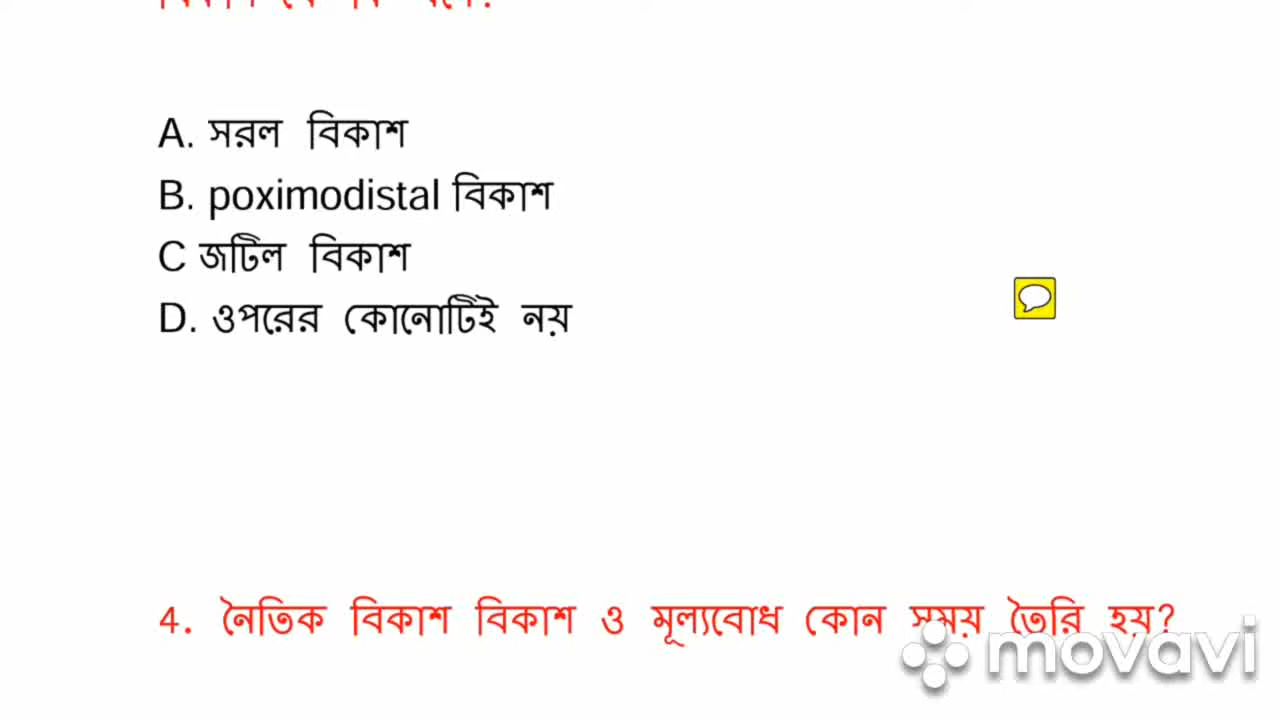 A. সরল বিকাশ
B. poximodistal বিকাশ
C জটিল বিকাশ
D. ওপরের কোনোটিই নয়
4. নৈতিক বিকাশ বিকাশ ও মূল্যবোধ কোন সময় তৈরি হয়?
movavi